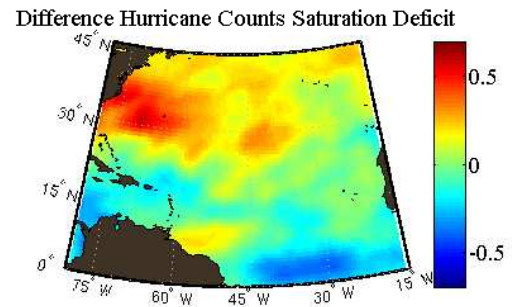 Difference Hurricane Counts Saturation Deficit
45° N
30° N
15° N
0°
75° W
60° W
45° W
30° W
15° W
0.5
0
-0.5